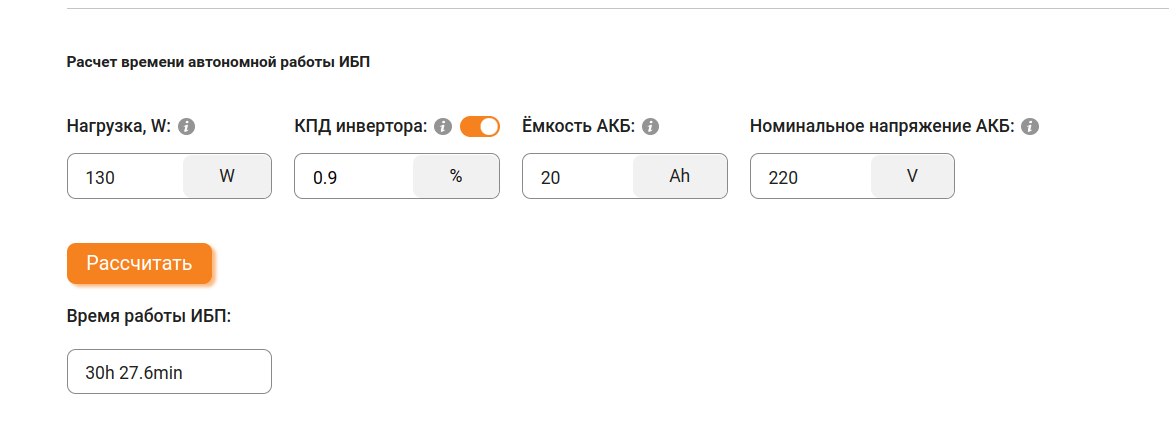 Расчет времени автономной работы ИБП
Нагрузка, W: i КПД инвертора: i Ёмкость АКБ: i Номинальное напряжение АКБ: i
130 W 0.9 % 20 Ah 220 V
Рассчитать
Время работы ИБП:
30h 27.6min